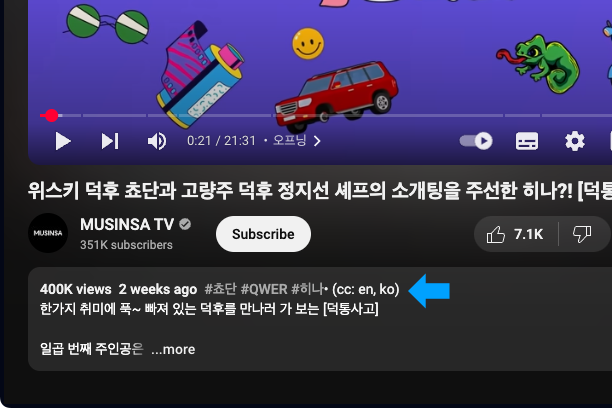 0:21 / 21:31 • 오프닝
위스키 덕후 쵸단과 고량주 덕후 정지선 셰프의 소개팅을 주선한 히나?! [덕통
MUSINSA
MUSINSA TV
351K subscribers
Subscribe
7.1K
400K views 2 weeks ago #쵸단 #QWER #히나• (cc: en, ko)
한가지 취미에 푹~ 빠져 있는 덕후를 만나러 가 보는 [덕통사고]
일곱 번째 주인공은 ...more